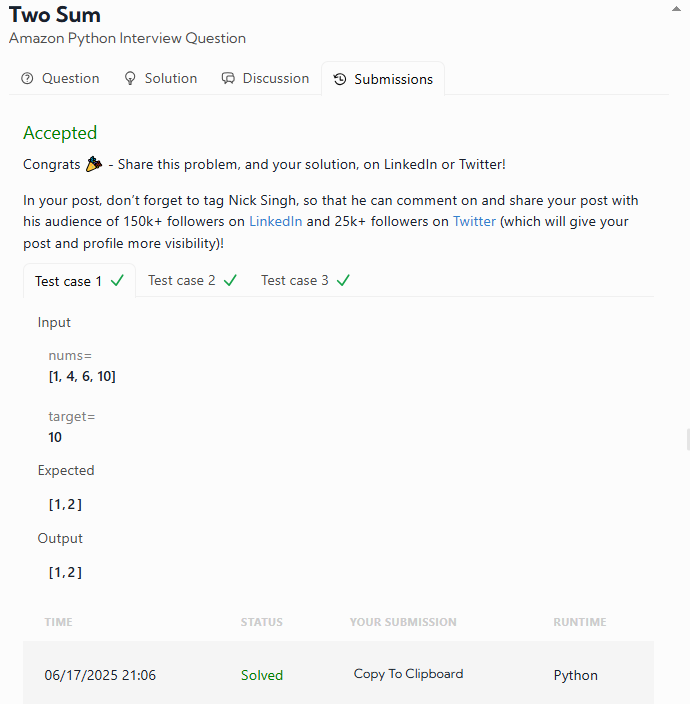 Two Sum
Amazon Python Interview Question
Question Solution Discussion Submissions
Accepted
Congrats 🎉 - Share this problem, and your solution, on LinkedIn or Twitter!
In your post, don’t forget to tag Nick Singh, so that he can comment on and share your post with
his audience of 150k+ followers on LinkedIn and 25k+ followers on Twitter (which will give your
post and profile more visibility)!
Test case 1 ✓ Test case 2 ✓ Test case 3 ✓
Input
nums=
[1, 4, 6, 10]
target=
10
Expected
[1,2]
Output
[1,2]
TIME STATUS YOUR SUBMISSION RUNTIME
06/17/2025 21:06 Solved Copy To Clipboard Python